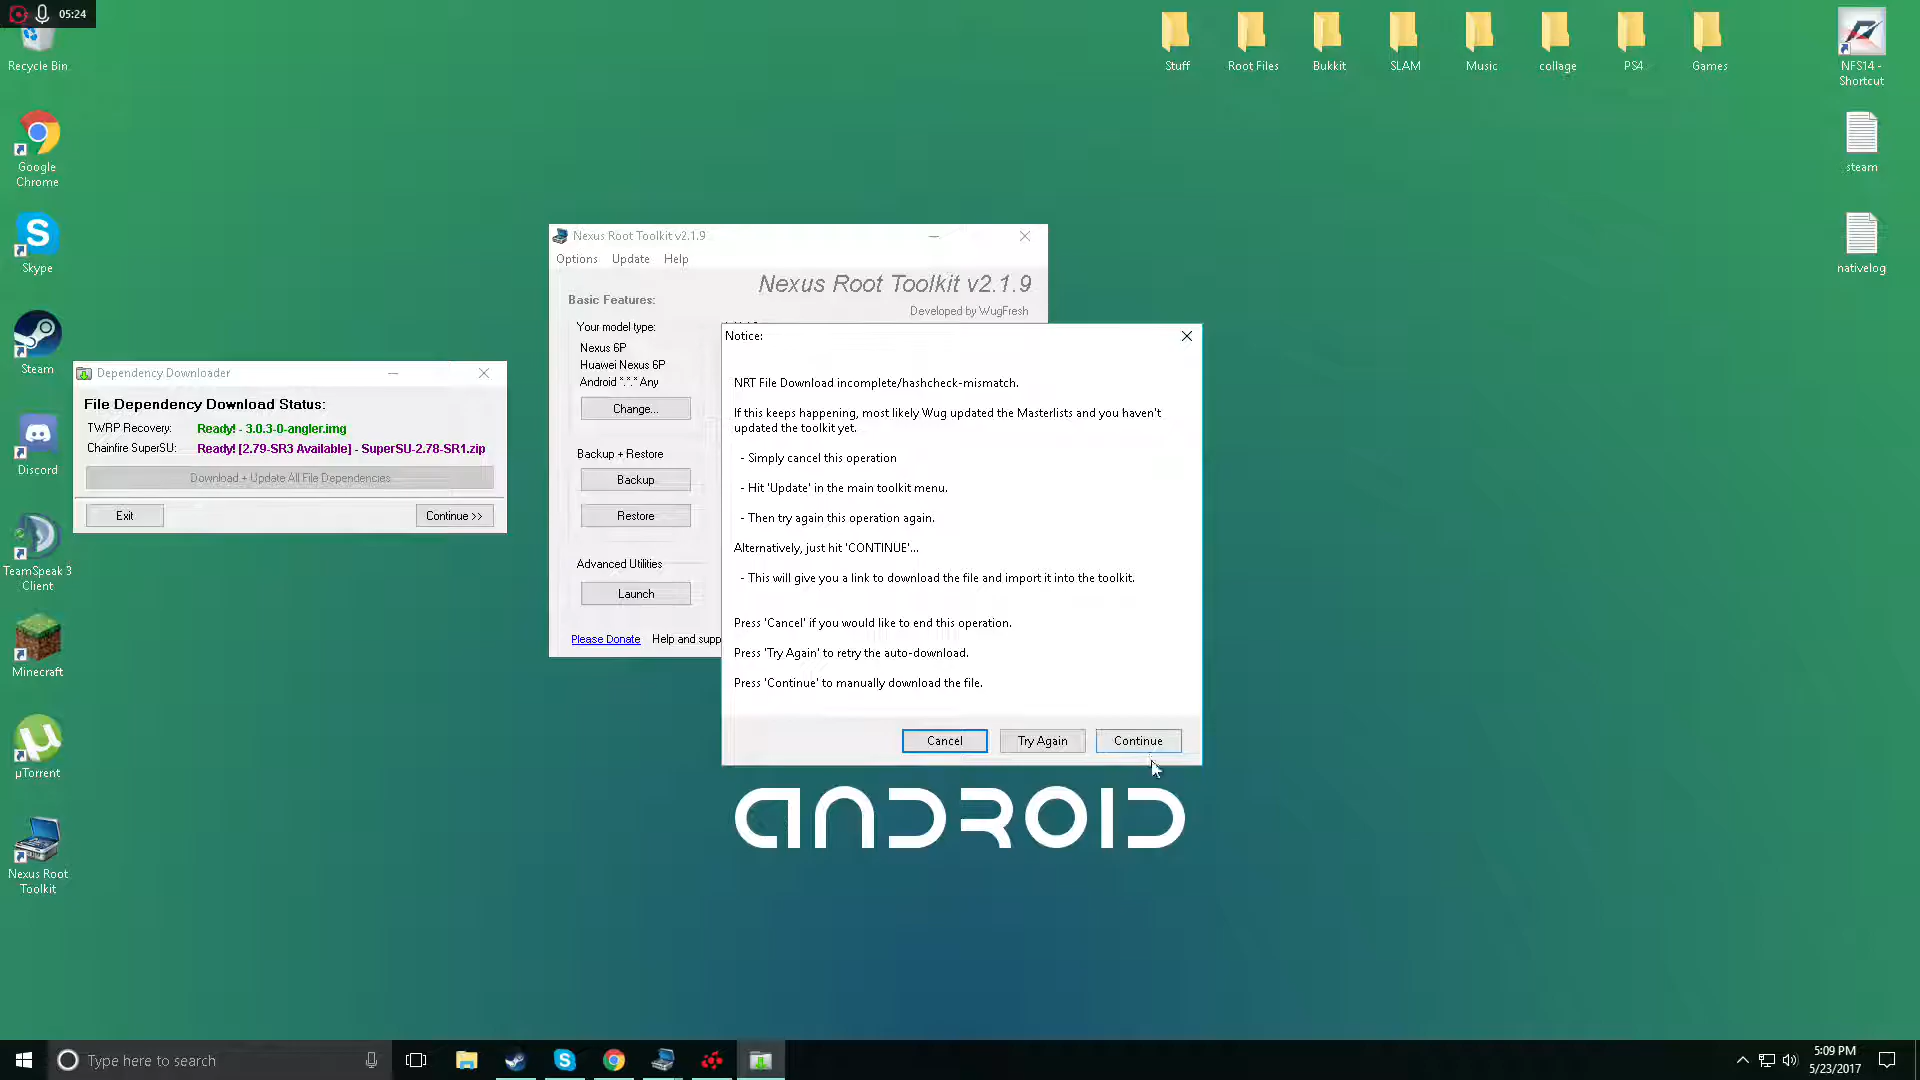 05:24
Recycle Bin
Google
Chrome
Skype
Steam
Discord
TeamSpeak 3
Client
Minecraft
µTorrent
Nexus Root
Toolkit
Stuff
Root Files
Bukkit
SLAM
Music
collage
PS4
Games
NFS14 -
Shortcut
steam
nativelog
Dependency Downloader
File Dependency Download Status:
TWRP Recovery: Ready! - 3.0.3-0-angler.img
Chainfire SuperSU: Ready! [2.79-SR3 Available] - SuperSU-2.78-SR1.zip
Download + Update All File Dependencies
Exit
Continue >>
Nexus Root Toolkit v2.1.9
Options Update Help
Nexus Root Toolkit v2.1.9
Developed by WugFresh
Basic Features:
Your model type:
Nexus 6P
Huawei Nexus 6P
Android *.*.* Any
Change...
Backup + Restore
Backup
Restore
Advanced Utilities
Launch
Please Donate Help and supp
Notice:
NRT File Download incomplete/hashcheck-mismatch.
If this keeps happening, most likely Wug updated the Masterlists and you haven't
updated the toolkit yet.
- Simply cancel this operation
- Hit 'Update' in the main toolkit menu.
- Then try again this operation again.
Alternatively, just hit 'CONTINUE'...
- This will give you a link to download the file and import it into the toolkit.
Press 'Cancel' if you would like to end this operation.
Press 'Try Again' to retry the auto-download.
Press 'Continue' to manually download the file.
Cancel
Try Again
Continue
ANDROID
Type here to search
5:09 PM
5/23/2017